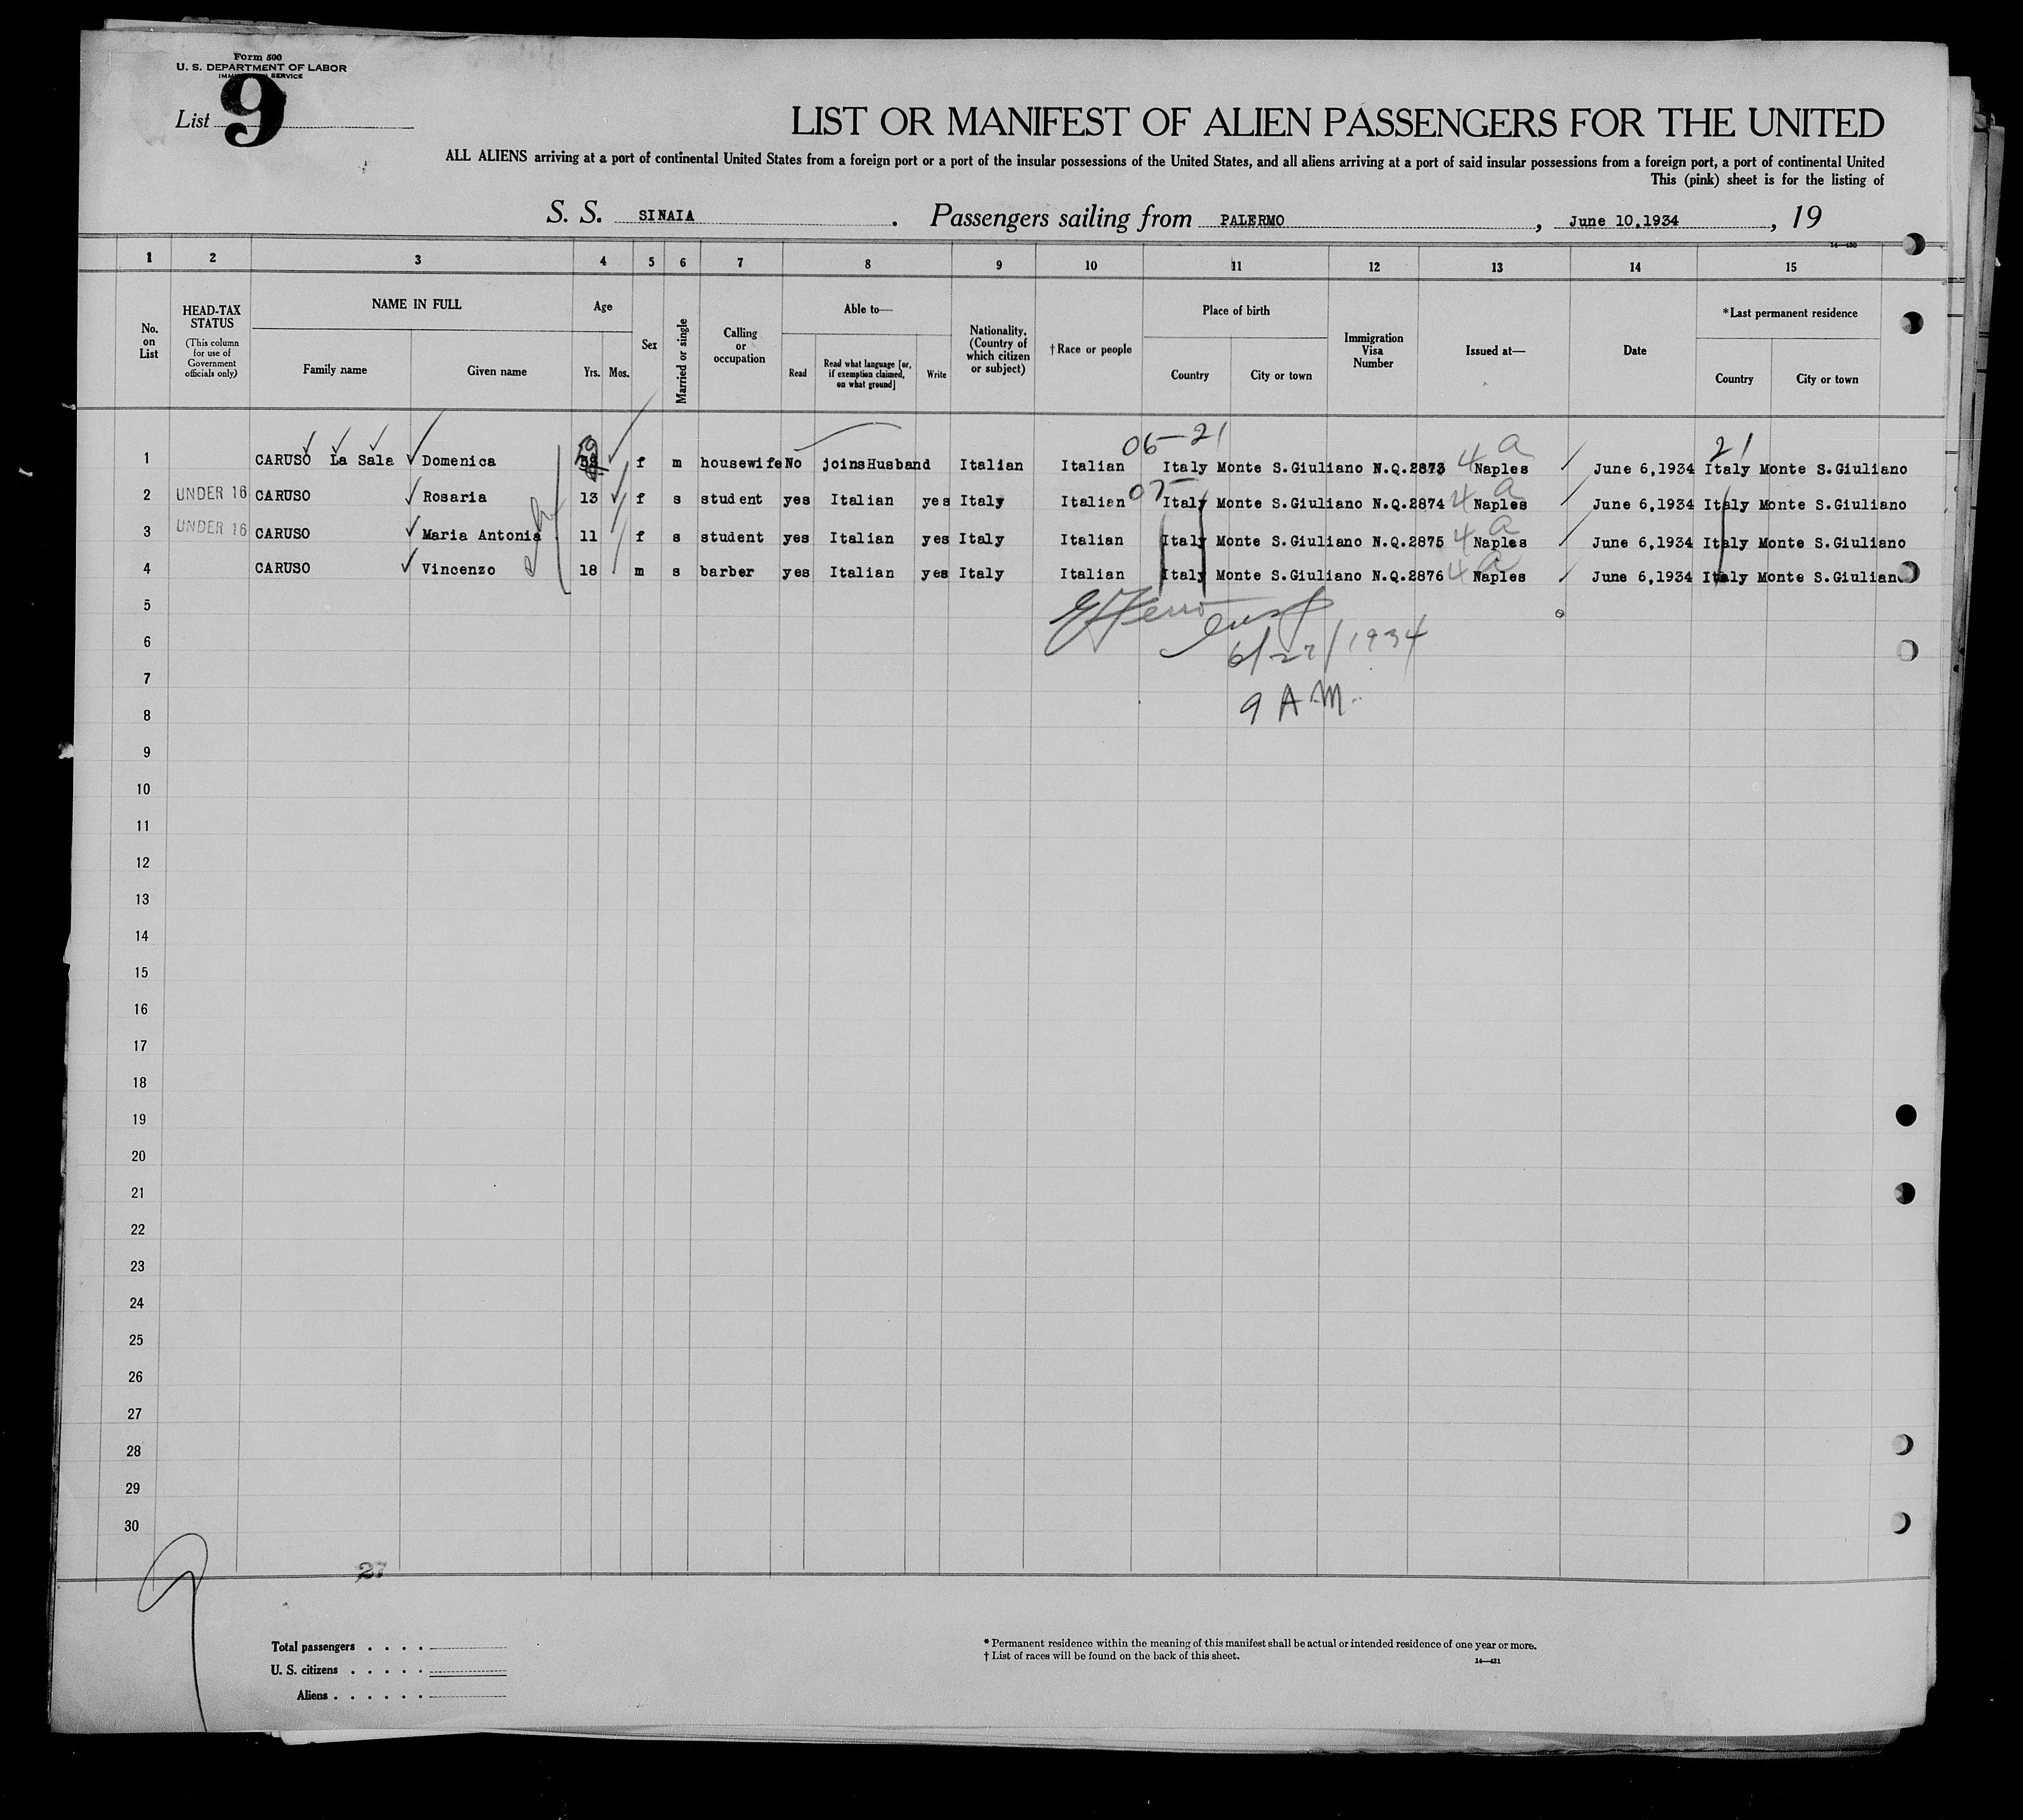 Form 500
U. S. DEPARTMENT OF LABOR
SERVICE
List 9
LIST OR MANIFEST OF ALIEN PASSENGERS FOR THE UNITED
ALL ALIENS arriving at a port of continental United States from a foreign port or a port of the insular possessions of the United States, and all aliens arriving at a port of said insular possessions from a foreign port, a port of continental United
This (pink) sheet is for the listing of
S. S. SINAIA . Passengers sailing from PALERMO , June 10,1934 , 19
14—430
1 2 3 4 5 6 7 8 9 10 11 12 13 14 15
No. on List
HEAD-TAX STATUS
(This column for use of Government officials only)
NAME IN FULL
Family name Given name
Age
Yrs. Mos.
Sex
Married or single
Calling or occupation
Able to—
Read Read what language [or, if exemption claimed, on what ground] Write
Nationality. (Country of which citizen or subject)
†Race or people
Place of birth
Country City or town
Immigration Visa Number
Issued at—
Date
*Last permanent residence
Country City or town
06-21 a 21
1 CARUSO La Sala Domenica f m housewife No joinsHusband Italian Italian Italy Monte S.Giuliano N.Q.2873 4 Naples June 6,1934 Italy Monte S.Giuliano
07 a
2 UNDER 16 CARUSO Rosaria 13 f s student yes Italian yes Italy Italian Italy Monte S.Giuliano N.Q.2874 4 Naples June 6,1934 Italy Monte S.Giuliano
a
3 UNDER 16 CARUSO Maria Antonia 11 f s student yes Italian yes Italy Italian Italy Monte S.Giuliano N.Q.2875 4 Naples June 6,1934 Italy Monte S.Giuliano
a
4 CARUSO Vincenzo 18 m s barber yes Italian yes Italy Italian Italy Monte S.Giuliano N.Q.2876 4 Naples June 6,1934 Italy Monte S.Giuliano
5
6 1934
7
9 A.M.
8
9
10
11
12
13
14
15
16
17
18
19
20
21
22
23
24
25
26
27
28
29
30
27
9
Total passengers . . . .
U. S. citizens . . . . .
Aliens . . . . . .
* Permanent residence within the meaning of this manifest shall be actual or intended residence of one year or more.
† List of races will be found on the back of this sheet.
14—431